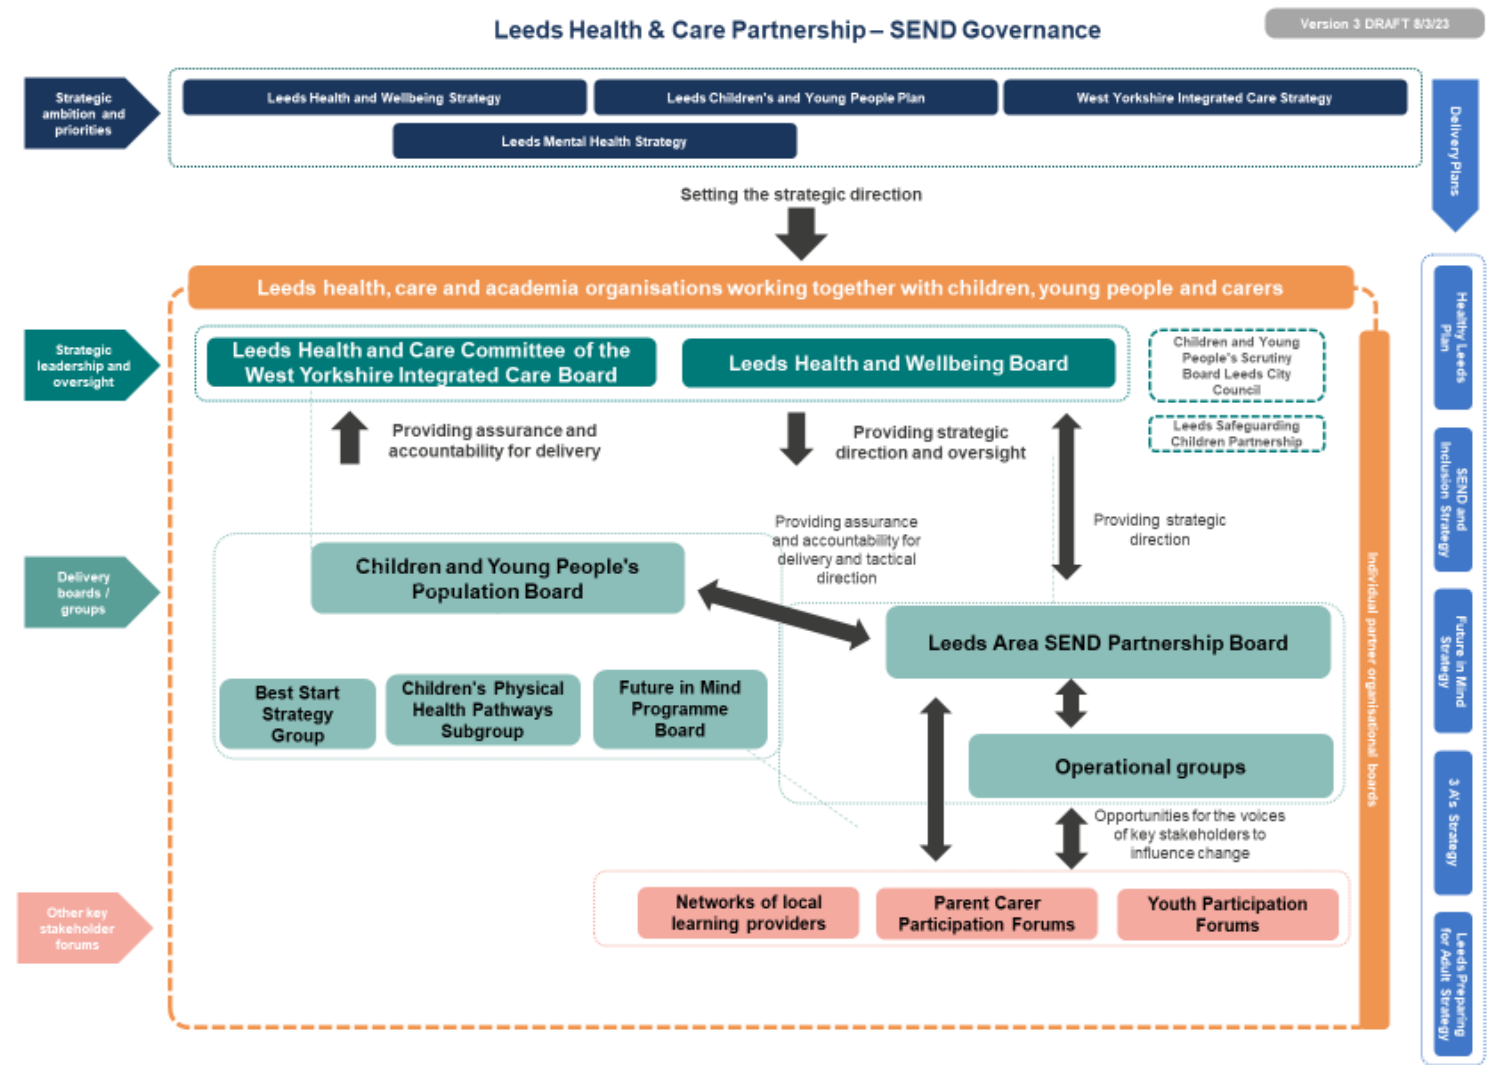 Leeds Health & Care Partnership – SEND Governance
Version 3 DRAFT 8/3/23
Strategic
ambition and
priorities
Leeds Health and Wellbeing Strategy
Leeds Children's and Young People Plan
West Yorkshire Integrated Care Strategy
Leeds Mental Health Strategy
Delivery Plans
Setting the strategic direction
Leeds health, care and academia organisations working together with children, young people and carers
Strategic
leadership and
oversight
Leeds Health and Care Committee of the
West Yorkshire Integrated Care Board
Leeds Health and Wellbeing Board
Children and Young
People's Scrutiny
Board Leeds City
Council
Leeds Safeguarding
Children Partnership
Providing assurance and
accountability for delivery
Providing strategic
direction and oversight
Providing assurance
and accountability for
delivery and tactical
direction
Providing strategic
direction
Delivery
boards /
groups
Children and Young People's
Population Board
Leeds Area SEND Partnership Board
Best Start
Strategy
Group
Children's Physical
Health Pathways
Subgroup
Future in Mind
Programme
Board
Operational groups
Opportunities for the voices
of key stakeholders to
influence change
Other key
stakeholder
forums
Networks of local
learning providers
Parent Carer
Participation Forums
Youth Participation
Forums
Individual partner organisational boards
Healthy Leeds
Plan
SEND and
Inclusion Strategy
Future in Mind
Strategy
3 A's Strategy
Leeds Preparing
for Adult Strategy